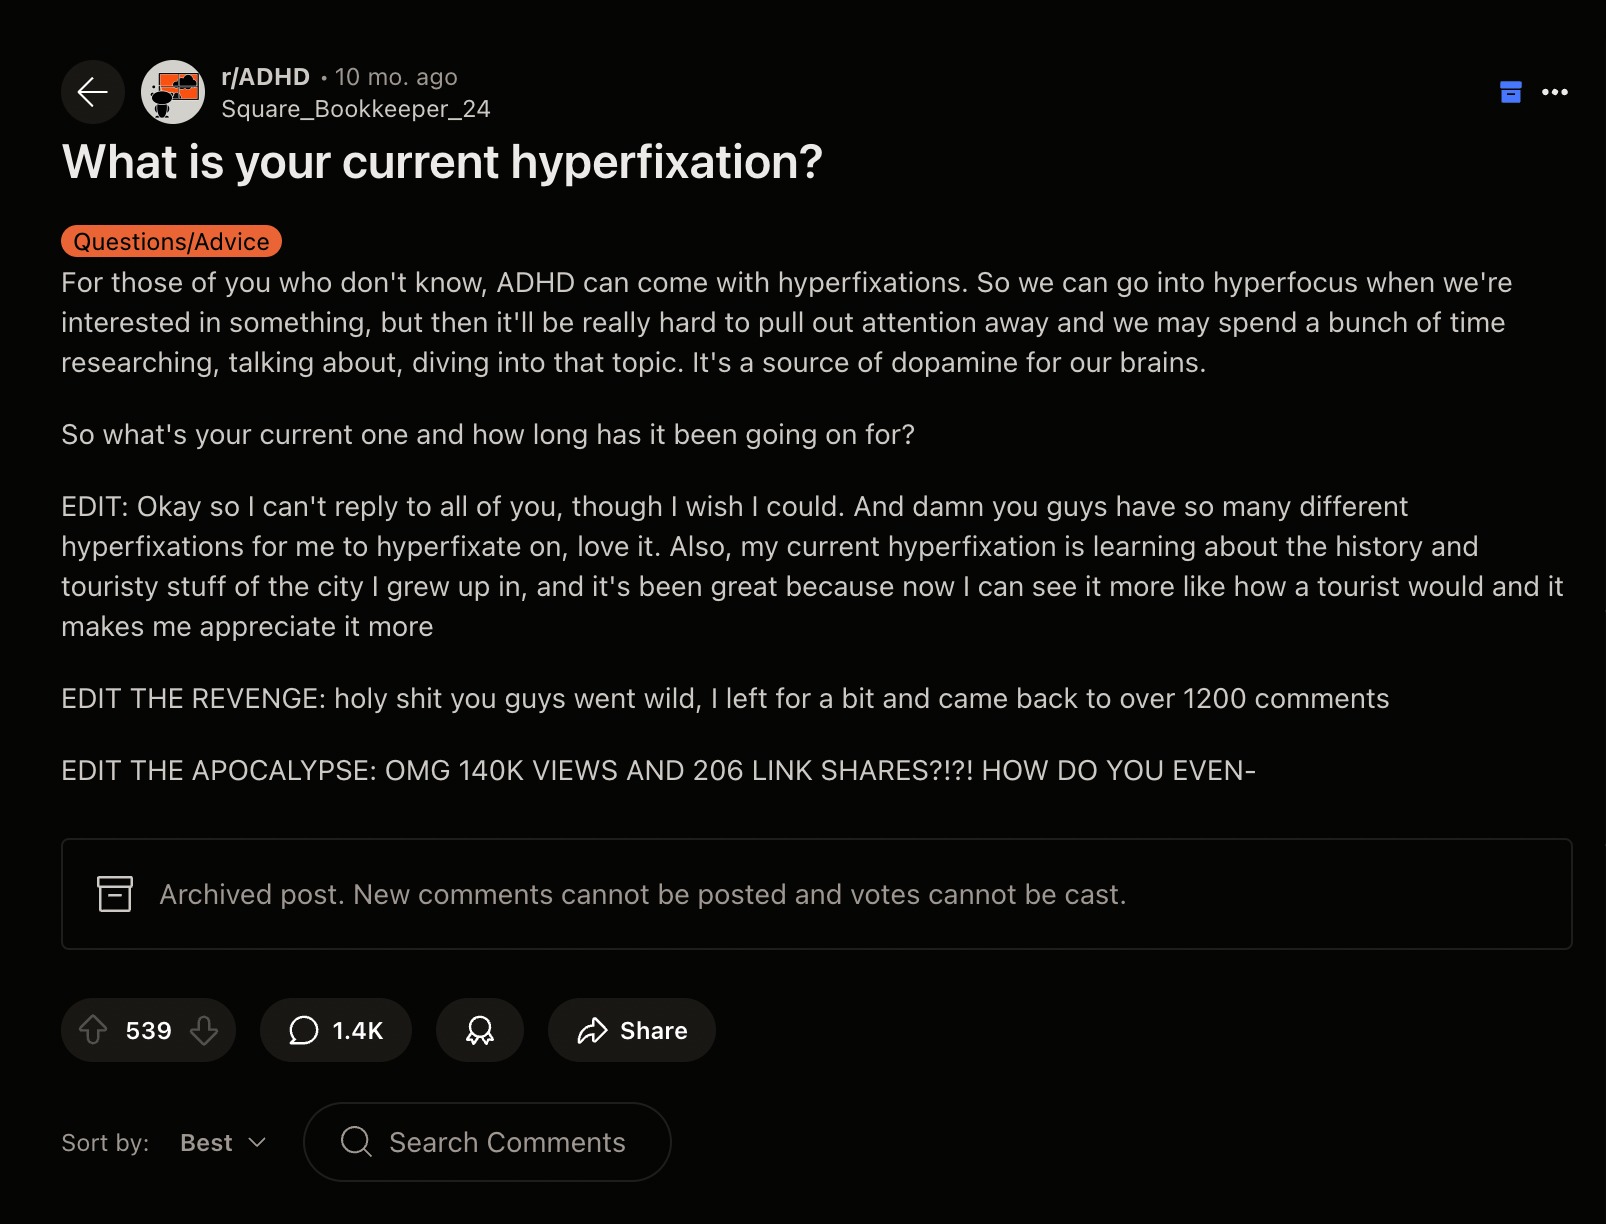 r/ADHD • 10 mo. ago
Square_Bookkeeper_24
What is your current hyperfixation?
Questions/Advice
For those of you who don't know, ADHD can come with hyperfixations. So we can go into hyperfocus when we're
interested in something, but then it'll be really hard to pull out attention away and we may spend a bunch of time
researching, talking about, diving into that topic. It's a source of dopamine for our brains.
So what's your current one and how long has it been going on for?
EDIT: Okay so I can't reply to all of you, though I wish I could. And damn you guys have so many different
hyperfixations for me to hyperfixate on, love it. Also, my current hyperfixation is learning about the history and
touristy stuff of the city I grew up in, and it's been great because now I can see it more like how a tourist would and it
makes me appreciate it more
EDIT THE REVENGE: holy shit you guys went wild, I left for a bit and came back to over 1200 comments
EDIT THE APOCALYPSE: OMG 140K VIEWS AND 206 LINK SHARES?!?! HOW DO YOU EVEN-
Archived post. New comments cannot be posted and votes cannot be cast.
539 1.4K Share
Sort by: Best Search Comments